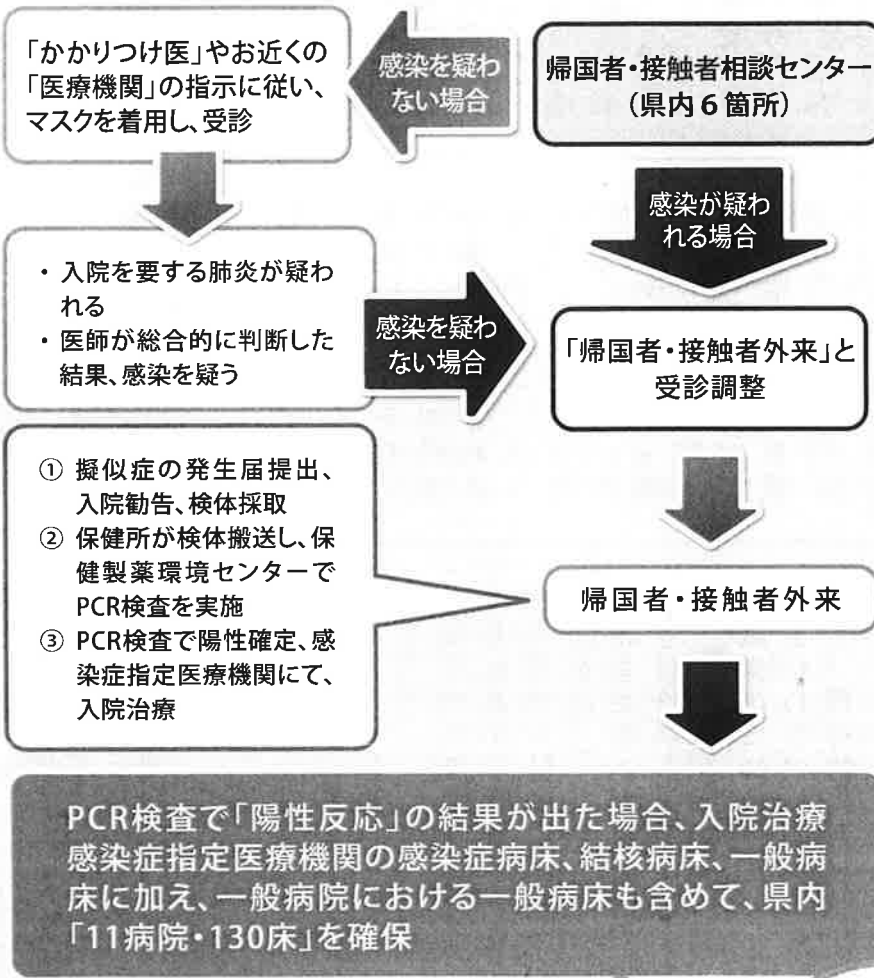 「かかりつけ医」やお近くの
「医療機関」の指示に従い、
マスクを着用し、受診
感染を疑わ
ない場合
帰国者・接触者相談センター
(県内6箇所)
感染が疑わ
れる場合
・ 入院を要する肺炎が疑わ
れる
・ 医師が総合的に判断した
結果、感染を疑う
感染を疑わ
ない場合
「帰国者・接触者外来」と
受診調整
① 擬似症の発生届提出、
入院勧告、検体採取
② 保健所が検体搬送し、保
健製薬環境センターで
PCR検査を実施
③ PCR検査で陽性確定、感
染症指定医療機関にて、
入院治療
帰国者・接触者外来
PCR検査で「陽性反応」の結果が出た場合、入院治療
感染症指定医療機関の感染症病床、結核病床、一般病
床に加え、一般病院における一般病床も含めて、県内
「11病院・130床」を確保